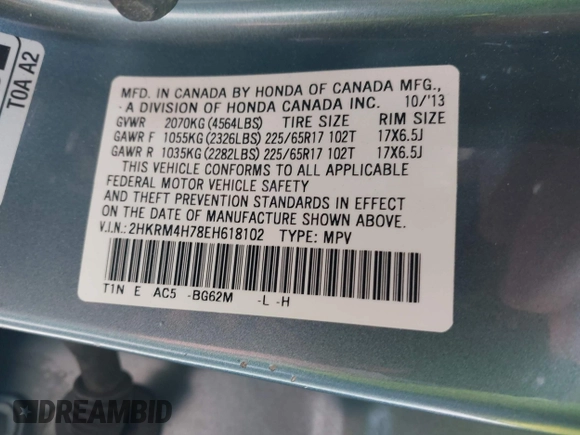 TOA A2
MFD. IN CANADA BY HONDA OF CANADA MFG.,
A DIVISION OF HONDA CANADA INC. 10/'13
GVWR 2070KG (4564LBS) TIRE SIZE RIM SIZE
GAWR F 1055KG (2326LBS) 225/65R17 102T 17X6.5J
GAWR R 1035KG (2282LBS) 225/65R17 102T 17X6.5J
THIS VEHICLE CONFORMS TO ALL APPLICABLE
FEDERAL MOTOR VEHICLE SAFETY
AND THEFT PREVENTION STANDARDS IN EFFECT
ON THE DATE OF MANUFACTURE SHOWN ABOVE.
V.I.N.:2HKRM4H78EH618102 TYPE: MPV
T1N E AC5 -BG62M -L -H
DREAMBID